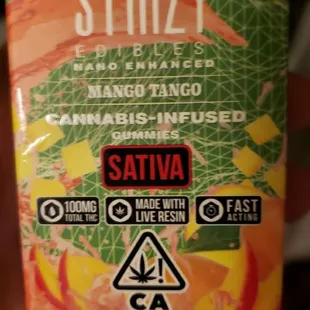 STIIIZY
EDIBLES
NANO ENHANCED
MANGO TANGO
CANNABIS-INFUSED
GUMMIES
SATIVA
100MG
TOTAL THC
MADE WITH
LIVE RESIN
FAST
ACTING
!
CA